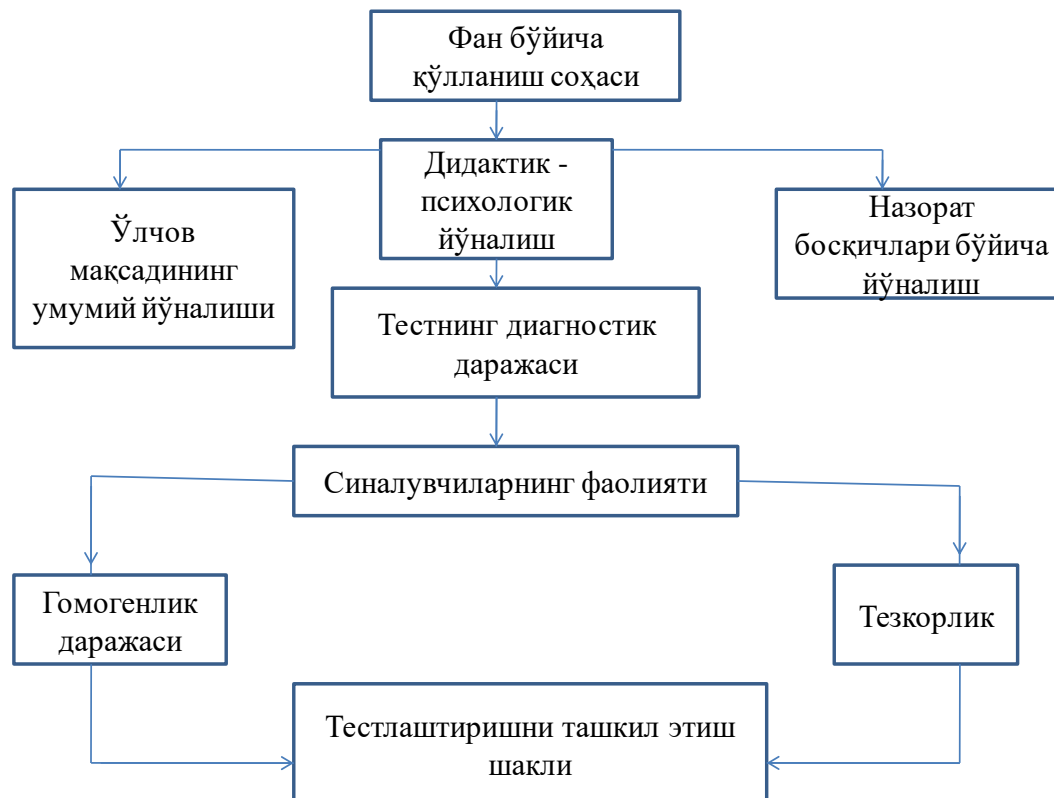 Фан бўйича
қўлланиш соҳаси
Дидактик -
психологик
йўналиш
Ўлчов
мақсадининг
умумий йўналиши
Назорат
босқичлари бўйича
йўналиш
Тестнинг диагностик
даражаси
Синалувчиларнинг фаолияти
Гомогенлик
даражаси
Тезкорлик
Тестлаштиришни ташкил этиш
шакли